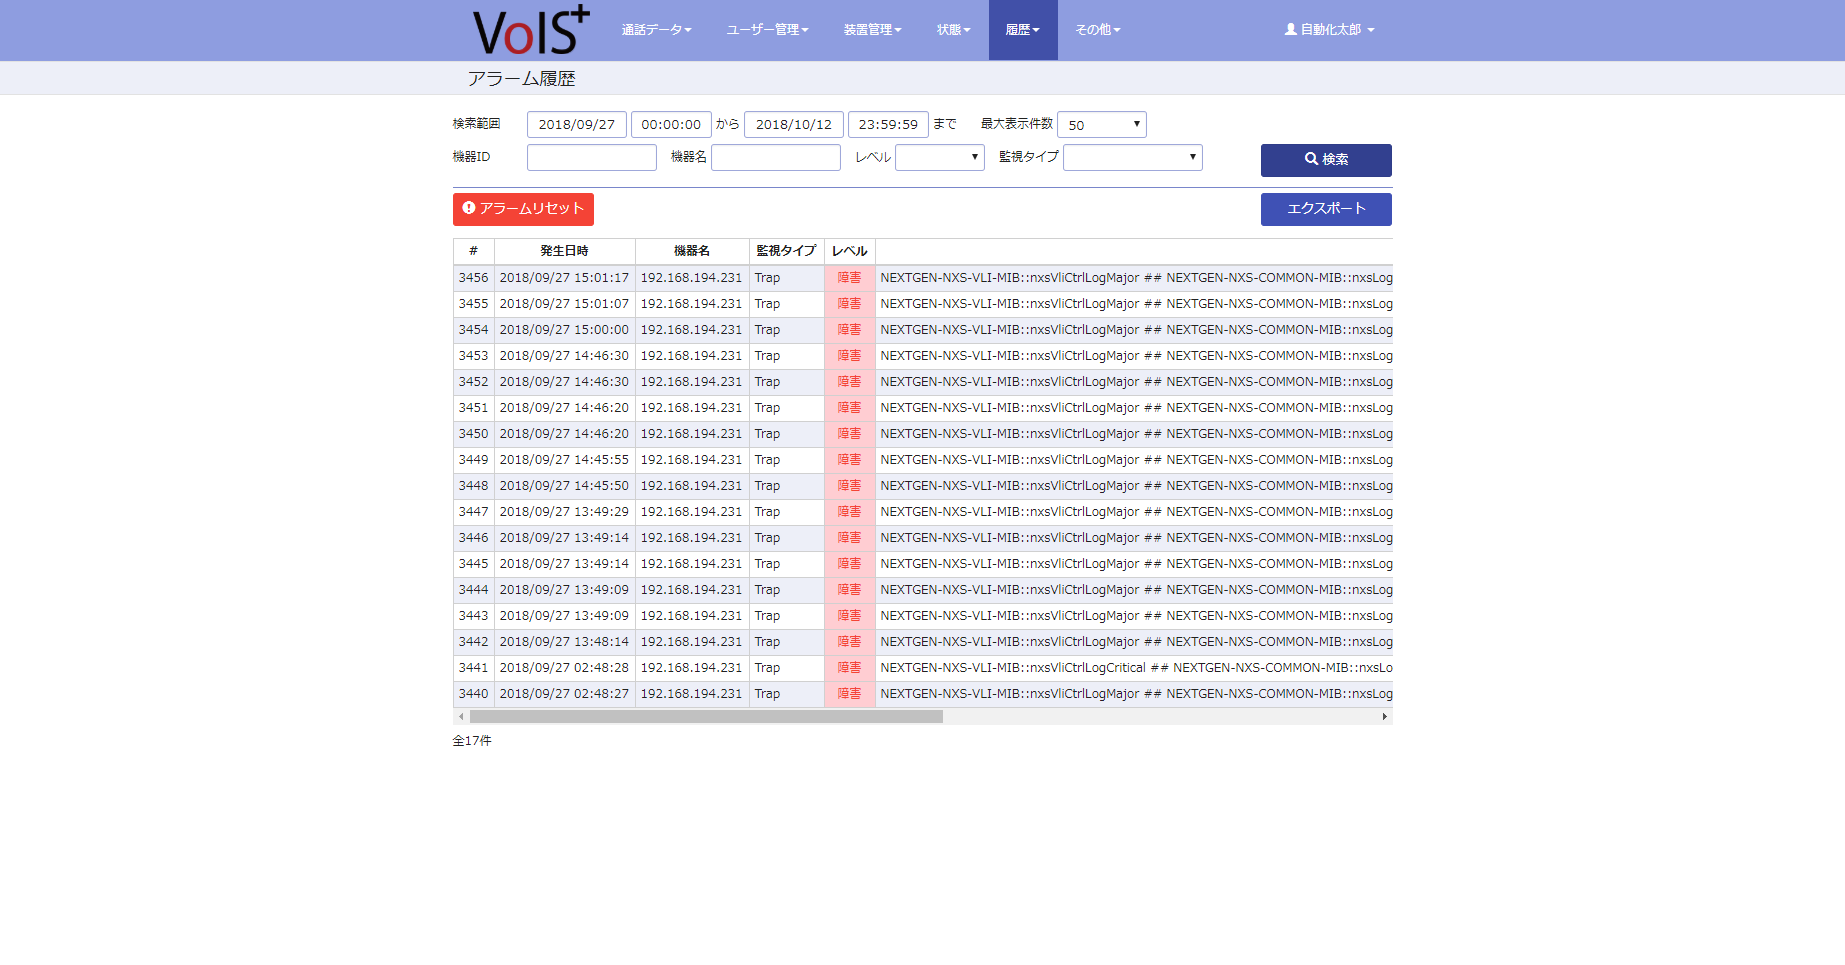 VoIS+ 通話データ ユーザー管理 装置管理 状態 履歴 その他 自動化太郎
アラーム履歴
検索範囲 2018/09/27 00:00:00 から 2018/10/12 23:59:59 まで 最大表示件数 50
機器ID 機器名 レベル 監視タイプ 検索
アラームリセット エクスポート
# 発生日時 機器名 監視タイプ レベル
3456 2018/09/27 15:01:17 192.168.194.231 Trap 障害 NEXTGEN-NXS-VLI-MIB::nxsVliCtrlLogMajor ## NEXTGEN-NXS-COMMON-MIB::nxsLog
3455 2018/09/27 15:01:07 192.168.194.231 Trap 障害 NEXTGEN-NXS-VLI-MIB::nxsVliCtrlLogMajor ## NEXTGEN-NXS-COMMON-MIB::nxsLog
3454 2018/09/27 15:00:00 192.168.194.231 Trap 障害 NEXTGEN-NXS-VLI-MIB::nxsVliCtrlLogMajor ## NEXTGEN-NXS-COMMON-MIB::nxsLog
3453 2018/09/27 14:46:30 192.168.194.231 Trap 障害 NEXTGEN-NXS-VLI-MIB::nxsVliCtrlLogMajor ## NEXTGEN-NXS-COMMON-MIB::nxsLog
3452 2018/09/27 14:46:30 192.168.194.231 Trap 障害 NEXTGEN-NXS-VLI-MIB::nxsVliCtrlLogMajor ## NEXTGEN-NXS-COMMON-MIB::nxsLog
3451 2018/09/27 14:46:20 192.168.194.231 Trap 障害 NEXTGEN-NXS-VLI-MIB::nxsVliCtrlLogMajor ## NEXTGEN-NXS-COMMON-MIB::nxsLog
3450 2018/09/27 14:46:20 192.168.194.231 Trap 障害 NEXTGEN-NXS-VLI-MIB::nxsVliCtrlLogMajor ## NEXTGEN-NXS-COMMON-MIB::nxsLog
3449 2018/09/27 14:45:55 192.168.194.231 Trap 障害 NEXTGEN-NXS-VLI-MIB::nxsVliCtrlLogMajor ## NEXTGEN-NXS-COMMON-MIB::nxsLog
3448 2018/09/27 14:45:50 192.168.194.231 Trap 障害 NEXTGEN-NXS-VLI-MIB::nxsVliCtrlLogMajor ## NEXTGEN-NXS-COMMON-MIB::nxsLog
3447 2018/09/27 13:49:29 192.168.194.231 Trap 障害 NEXTGEN-NXS-VLI-MIB::nxsVliCtrlLogMajor ## NEXTGEN-NXS-COMMON-MIB::nxsLog
3446 2018/09/27 13:49:14 192.168.194.231 Trap 障害 NEXTGEN-NXS-VLI-MIB::nxsVliCtrlLogMajor ## NEXTGEN-NXS-COMMON-MIB::nxsLog
3445 2018/09/27 13:49:14 192.168.194.231 Trap 障害 NEXTGEN-NXS-VLI-MIB::nxsVliCtrlLogMajor ## NEXTGEN-NXS-COMMON-MIB::nxsLog
3444 2018/09/27 13:49:09 192.168.194.231 Trap 障害 NEXTGEN-NXS-VLI-MIB::nxsVliCtrlLogMajor ## NEXTGEN-NXS-COMMON-MIB::nxsLog
3443 2018/09/27 13:49:09 192.168.194.231 Trap 障害 NEXTGEN-NXS-VLI-MIB::nxsVliCtrlLogMajor ## NEXTGEN-NXS-COMMON-MIB::nxsLog
3442 2018/09/27 13:48:14 192.168.194.231 Trap 障害 NEXTGEN-NXS-VLI-MIB::nxsVliCtrlLogMajor ## NEXTGEN-NXS-COMMON-MIB::nxsLog
3441 2018/09/27 02:48:28 192.168.194.231 Trap 障害 NEXTGEN-NXS-VLI-MIB::nxsVliCtrlLogCritical ## NEXTGEN-NXS-COMMON-MIB::nxsLo
3440 2018/09/27 02:48:27 192.168.194.231 Trap 障害 NEXTGEN-NXS-VLI-MIB::nxsVliCtrlLogMajor ## NEXTGEN-NXS-COMMON-MIB::nxsLog
全17件